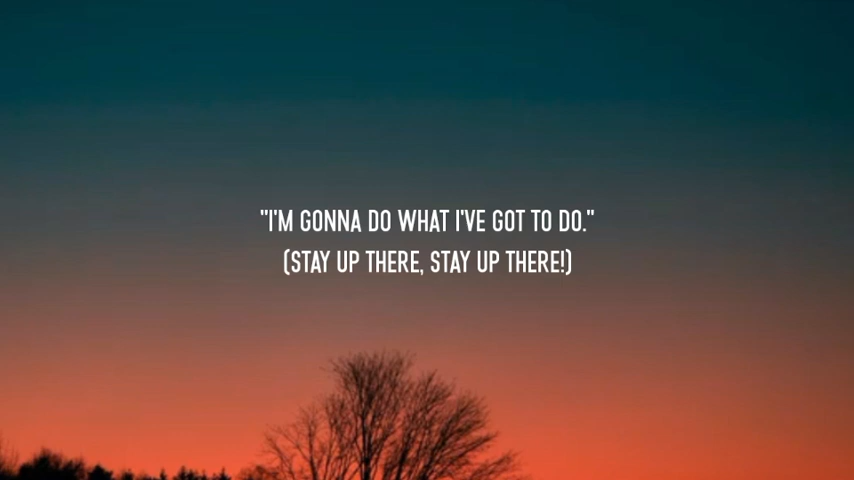 "I'M GONNA DO WHAT I'VE GOT TO DO."
(STAY UP THERE, STAY UP THERE!)